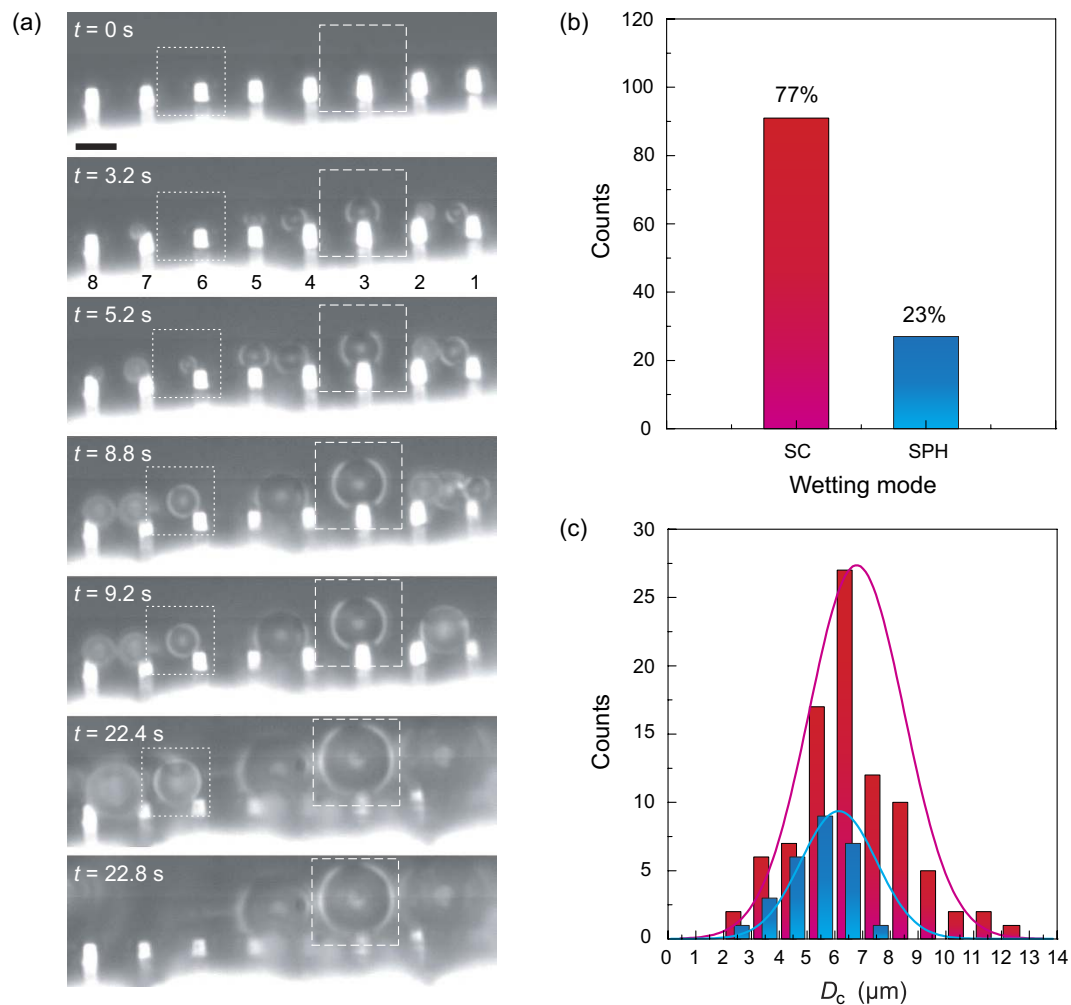 (a)
t = 0 s
t = 3.2 s
8 7 6 5 4 3 2 1
t = 5.2 s
t = 8.8 s
t = 9.2 s
t = 22.4 s
t = 22.8 s
(b)
120
100
80
60
40
20
0
Counts
77%
23%
SC SPH
Wetting mode
(c)
30
25
20
15
10
5
0
Counts
0 1 2 3 4 5 6 7 8 9 10 11 12 13 14
Dc (μm)